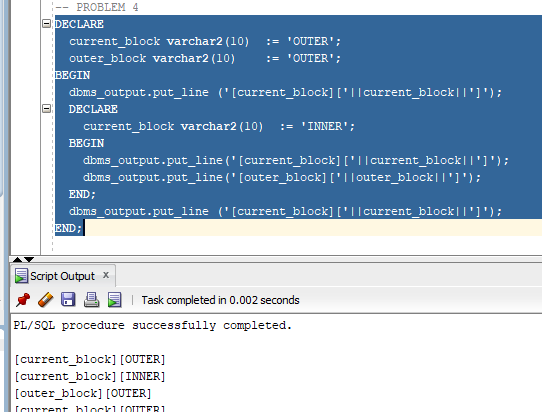 -- PROBLEM 4
DECLARE
current_block varchar2(10) := 'OUTER';
outer_block varchar2(10) := 'OUTER';
BEGIN
dbms_output.put_line ('[current_block]['||current_block||']');
DECLARE
current_block varchar2(10) := 'INNER';
BEGIN
dbms_output.put_line('[current_block]['||current_block||']');
dbms_output.put_line('[outer_block]['||outer_block||']');
END;
dbms_output.put_line ('[current_block]['||current_block||']');
END;
Script Output x
Task completed in 0.002 seconds
PL/SQL procedure successfully completed.
[current_block][OUTER]
[current_block][INNER]
[outer_block][OUTER]
[current_block][OUTER]